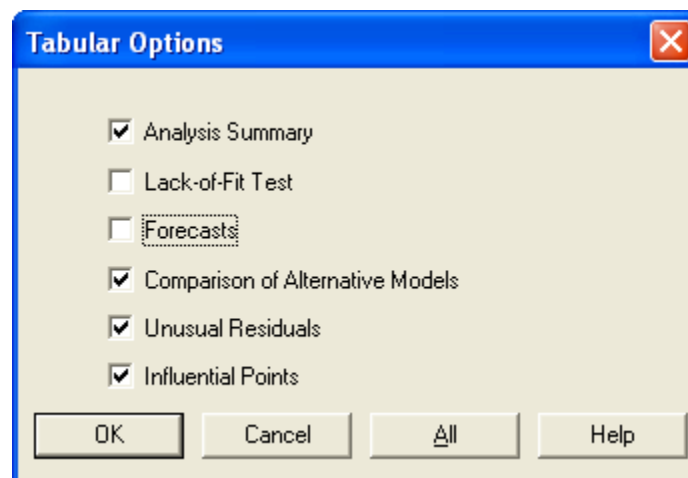 Tabular Options
Analysis Summary
Lack-of-Fit Test
Forecasts
Comparison of Alternative Models
Unusual Residuals
Influential Points
OK Cancel All Help